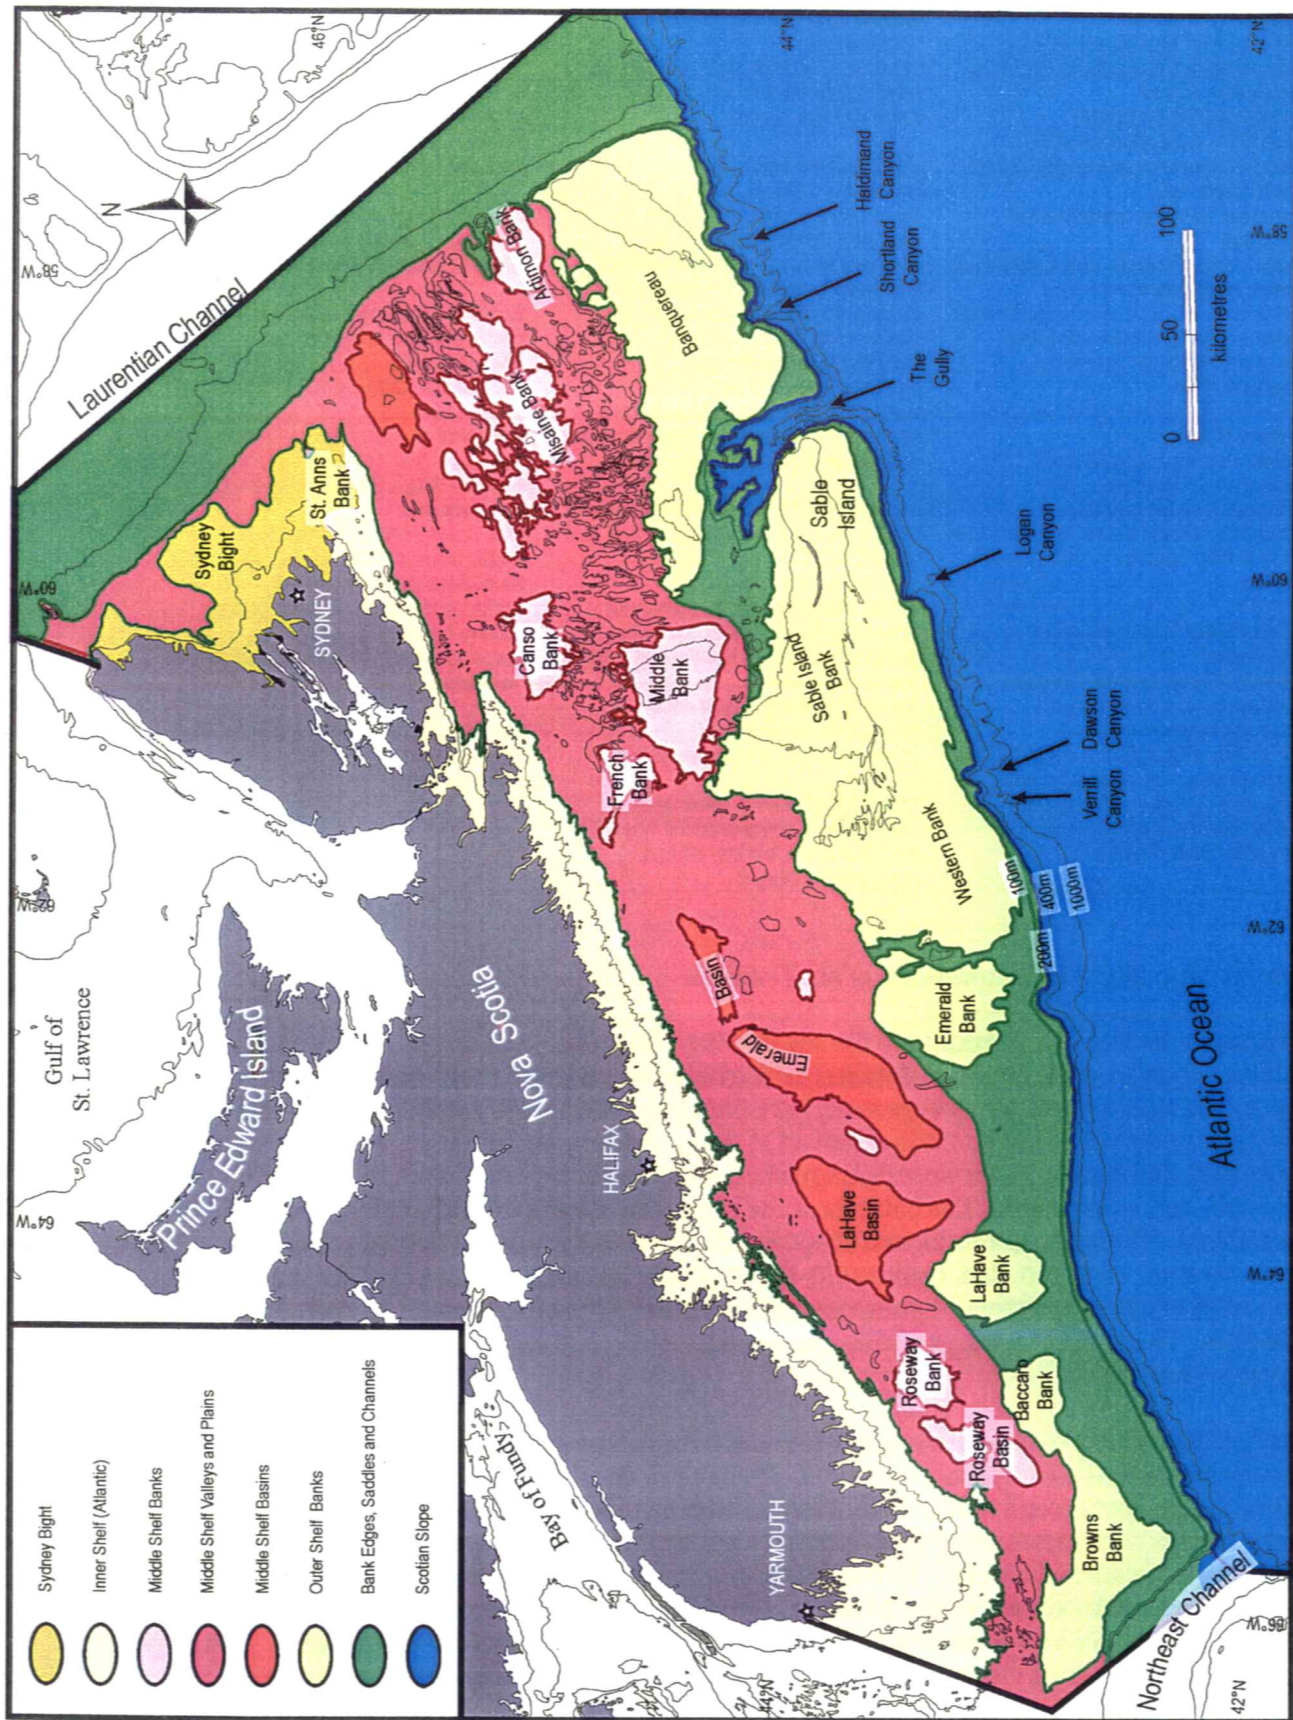 Sydney Bight
Inner Shelf (Atlantic)
Middle Shelf Banks
Middle Shelf Valleys and Plains
Middle Shelf Basins
Outer Shelf Banks
Bank Edges, Saddles and Channels
Scotian Slope
64°W
62°W
60°W
58°W
N
46°N
44°N
42°N
Gulf of
St. Lawrence
Prince Edward Island
Laurentian Channel
Sydney
Bight
St. Anns
Bank
SYDNEY
Nova Scotia
HALIFAX
Bay of Fundy
YARMOUTH
Canso
Bank
Misaine Bank
Artimon Bank
French
Bank
Middle
Bank
Banquereau
Emerald
Basin
LaHave
Basin
Roseway
Bank
Roseway
Basin
LaHave
Bank
Baccaro
Bank
Browns
Bank
Emerald
Bank
Western Bank
Sable Island
Bank
Sable
Island
100m
200m
400m
1000m
Verrill
Canyon
Dawson
Canyon
Logan
Canyon
The
Gully
Shortland
Canyon
Haldimand
Canyon
Atlantic Ocean
Northeast Channel
0 50 100
kilometres
44°N
42°N
66°W
64°W
62°W
60°W
58°W